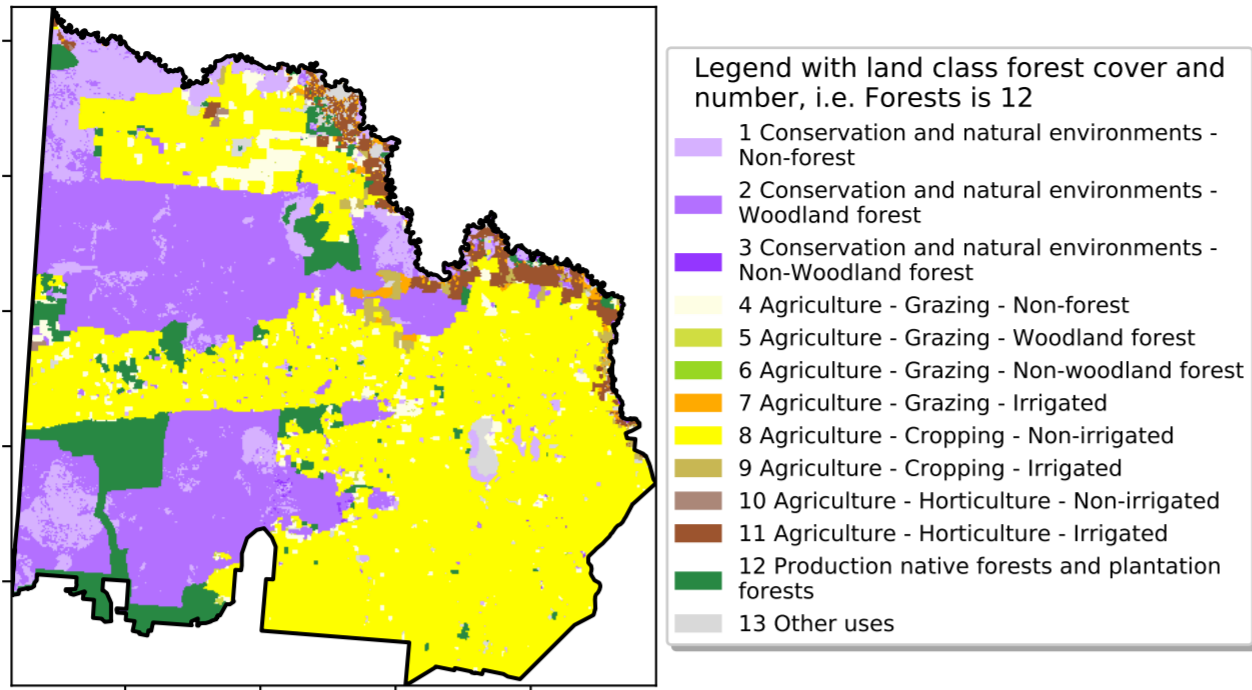 Legend with land class forest cover and
number, i.e. Forests is 12
1 Conservation and natural environments -
Non-forest
2 Conservation and natural environments -
Woodland forest
3 Conservation and natural environments -
Non-Woodland forest
4 Agriculture - Grazing - Non-forest
5 Agriculture - Grazing - Woodland forest
6 Agriculture - Grazing - Non-woodland forest
7 Agriculture - Grazing - Irrigated
8 Agriculture - Cropping - Non-irrigated
9 Agriculture - Cropping - Irrigated
10 Agriculture - Horticulture - Non-irrigated
11 Agriculture - Horticulture - Irrigated
12 Production native forests and plantation
forests
13 Other uses